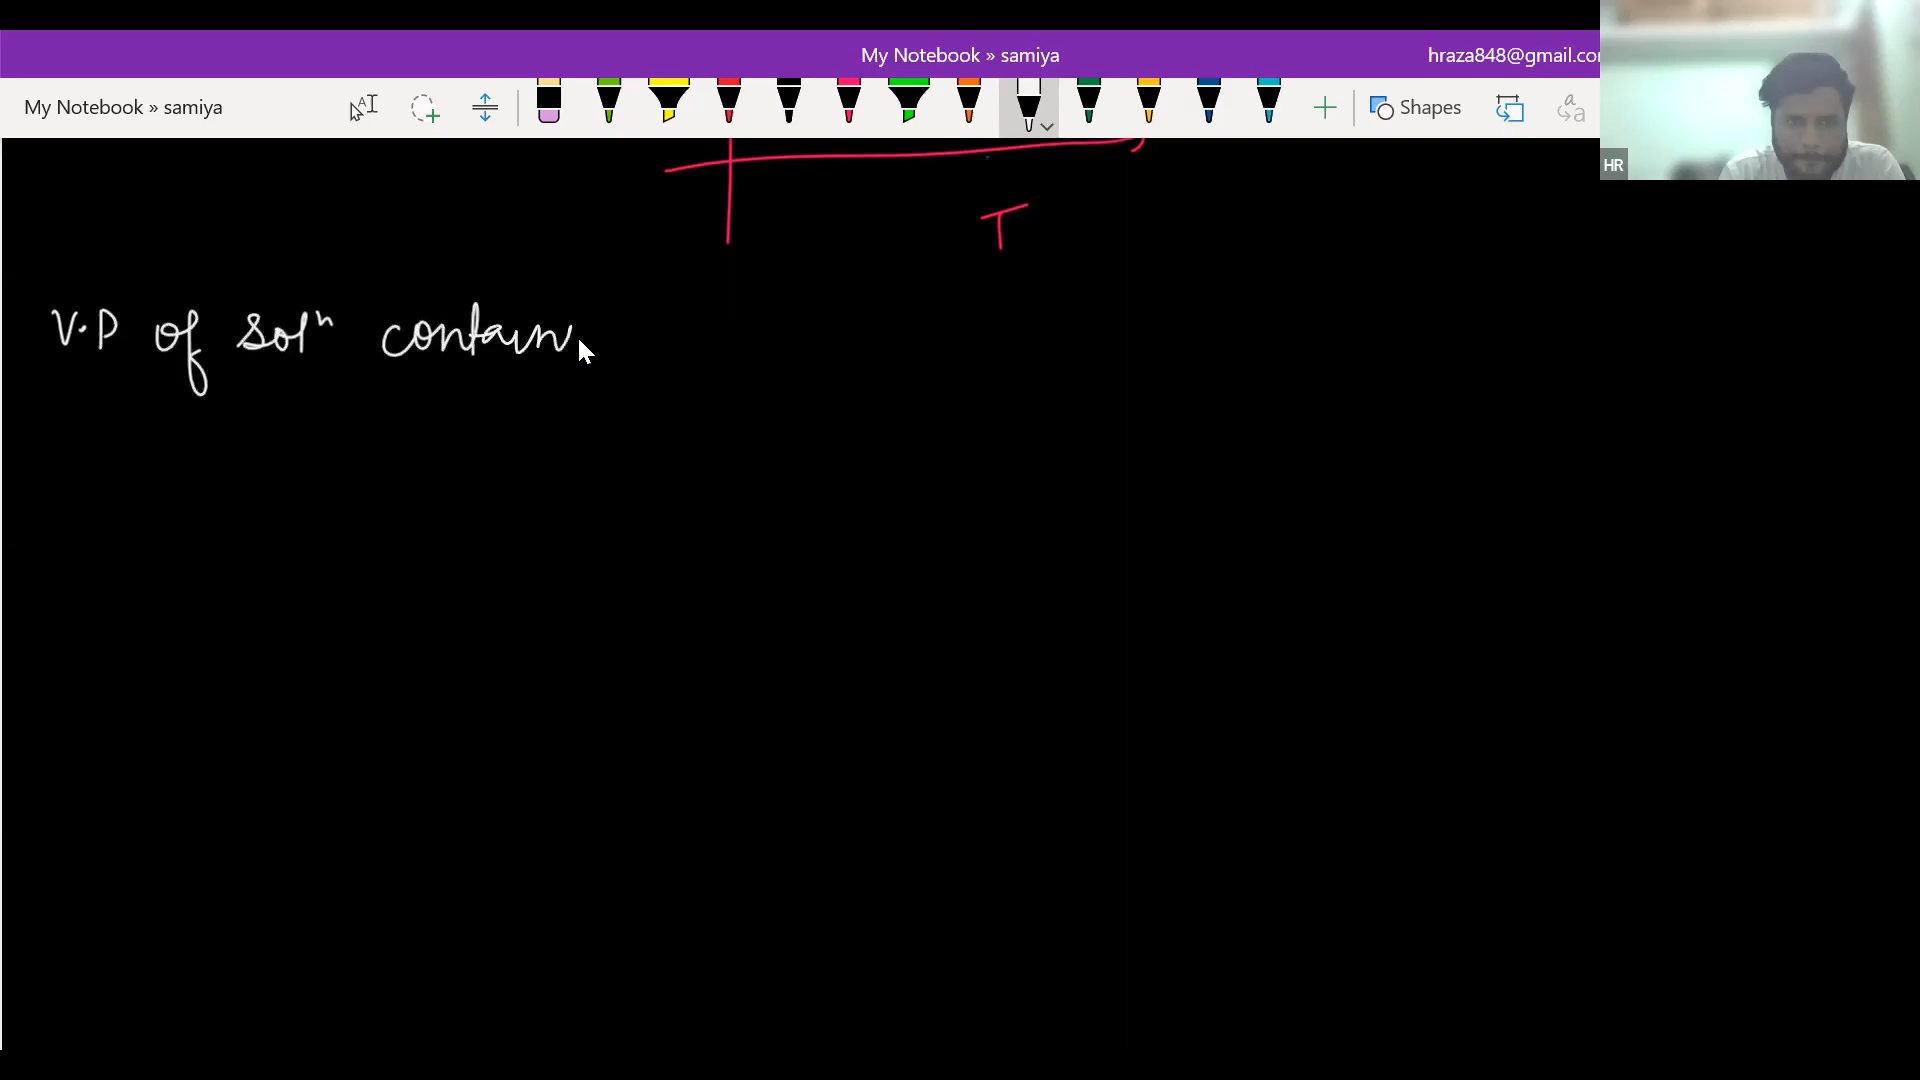 My Notebook » samiya
hraza848@gmail.co
My Notebook » samiya
Shapes
HR
T
V.P of solⁿ contain